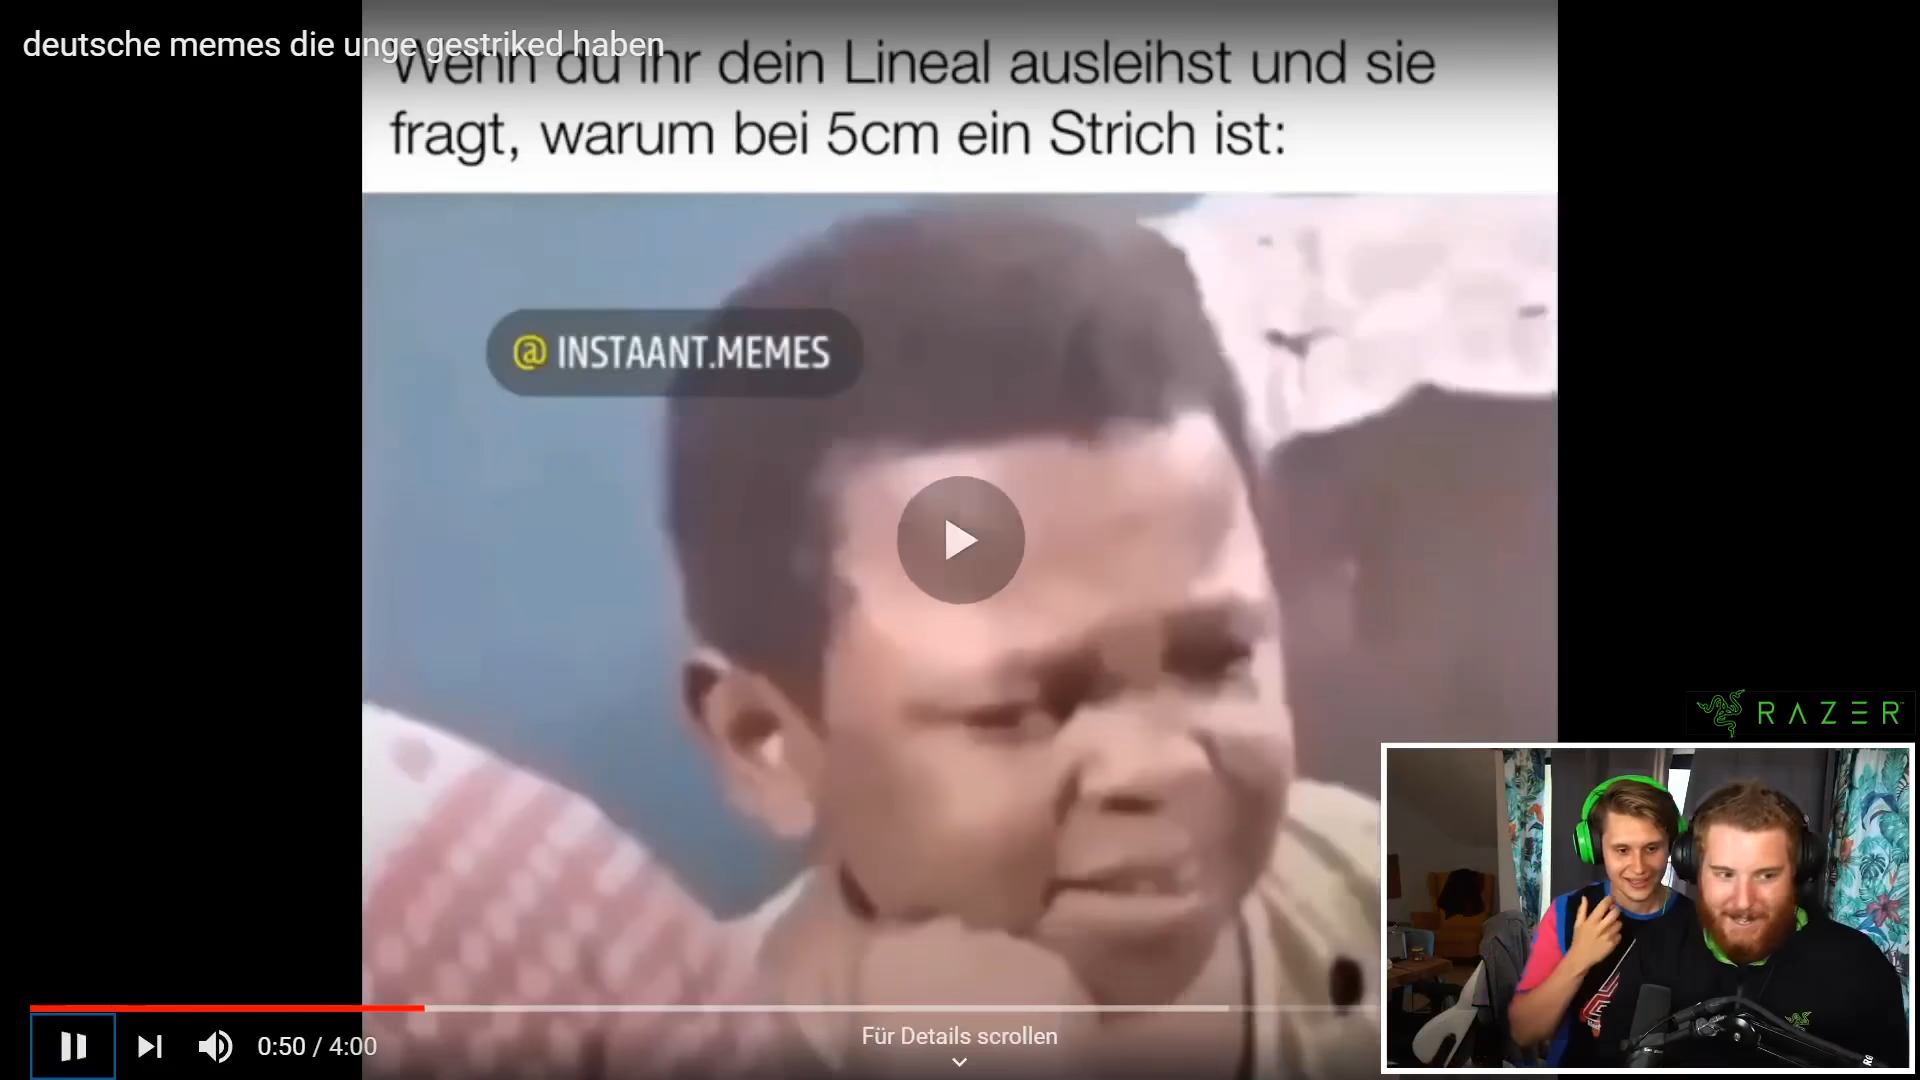 deutsche memes die unge gestriked haben
Wenn du ihr dein Lineal ausleihst und sie
fragt, warum bei 5cm ein Strich ist:
@ INSTAANT.MEMES
RAZER
Für Details scrollen
0:50 / 4:00